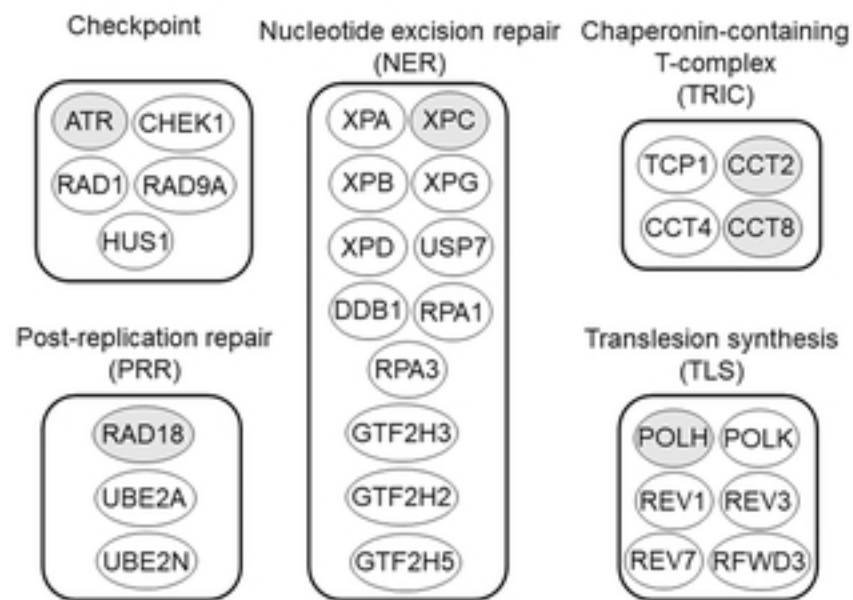 Checkpoint
ATR CHEK1
RAD1 RAD9A
HUS1
Nucleotide excision repair
(NER)
XPA XPC
XPB XPG
XPD USP7
DDB1 RPA1
RPA3
GTF2H3
GTF2H2
GTF2H5
Chaperonin-containing
T-complex
(TRIC)
TCP1 CCT2
CCT4 CCT8
Post-replication repair
(PRR)
RAD18
UBE2A
UBE2N
Translesion synthesis
(TLS)
POLH POLK
REV1 REV3
REV7 RFWD3